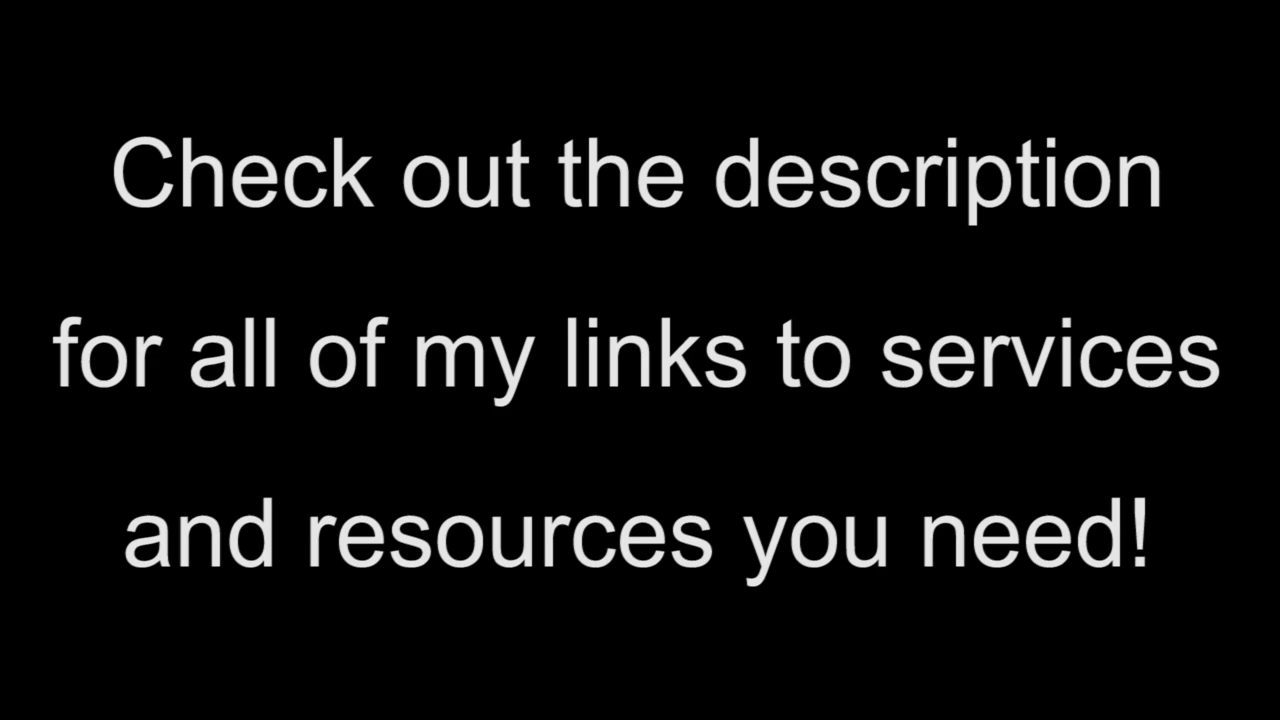 Check out the description
for all of my links to services
and resources you need!